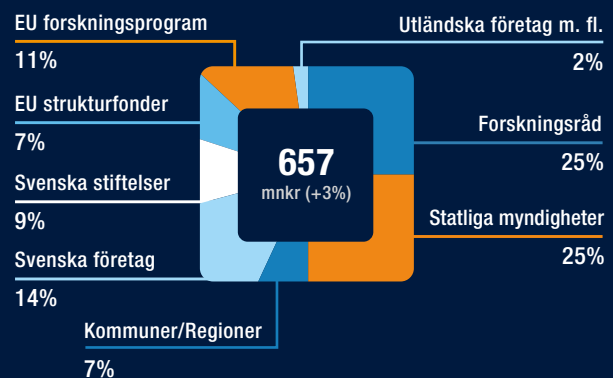 EU forskningsprogram
11%
EU strukturfonder
7%
Svenska stiftelser
9%
Svenska företag
14%
Kommuner/Regioner
7%
657
mnkr (+3%)
Utländska företag m. fl.
2%
Forskningsråd
25%
Statliga myndigheter
25%